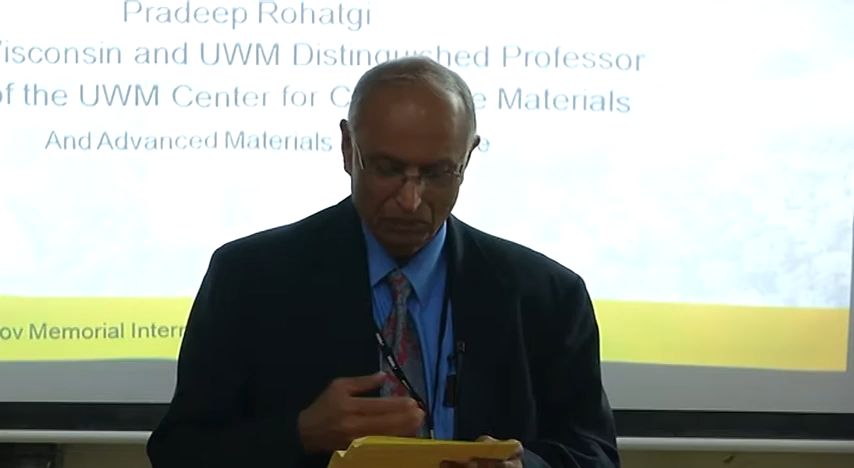 Pradeep Rohatgi
isconsin and UWM Distinguished Professor
of the UWM Center for C e Materials
And Advanced Materials e
ov Memorial Intern